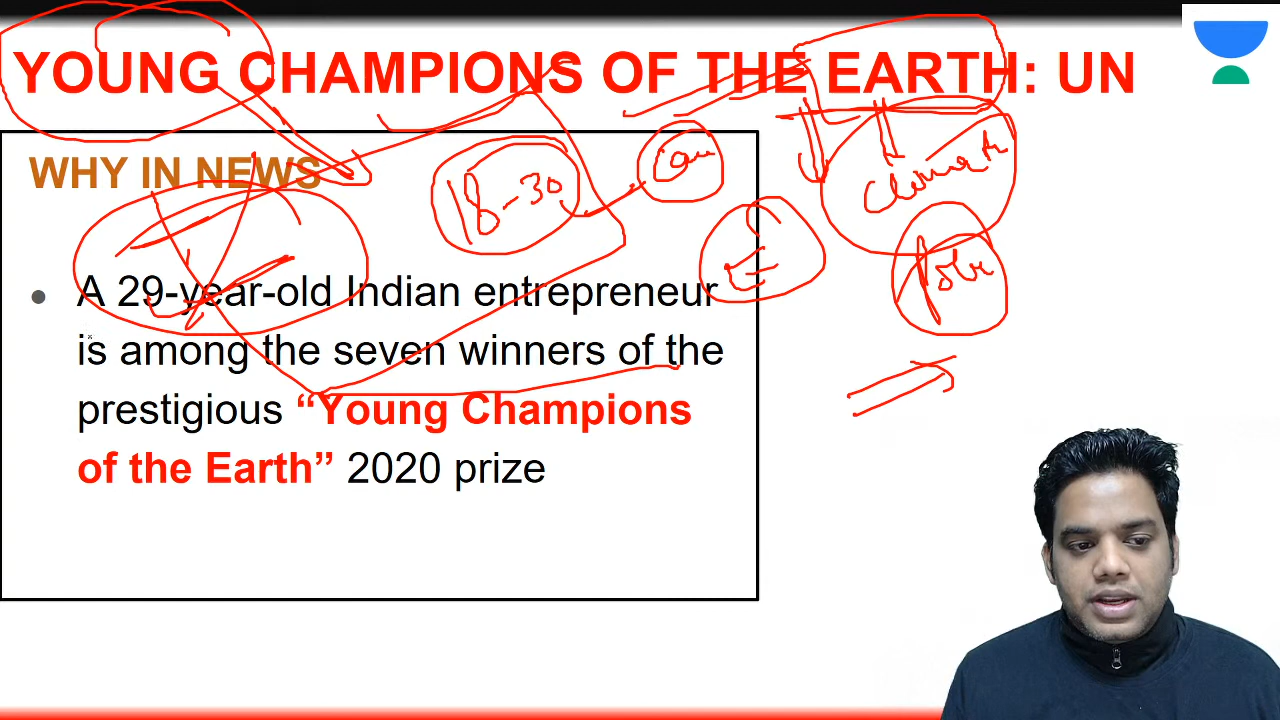 YOUNG CHAMPIONS OF THE EARTH: UN
WHY IN NEWS
18-30
Climate
A 29-year-old Indian entrepreneur
is among the seven winners of the
prestigious “Young Champions
of the Earth” 2020 prize